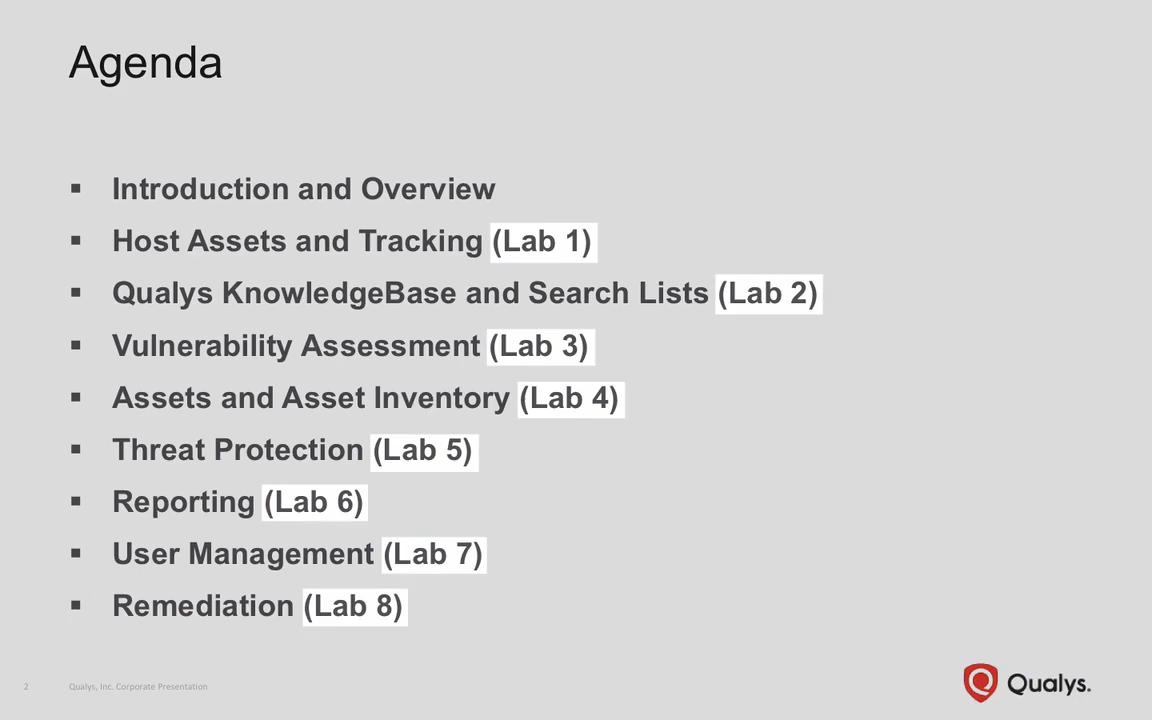 Agenda
▪ Introduction and Overview
▪ Host Assets and Tracking (Lab 1)
▪ Qualys KnowledgeBase and Search Lists (Lab 2)
▪ Vulnerability Assessment (Lab 3)
▪ Assets and Asset Inventory (Lab 4)
▪ Threat Protection (Lab 5)
▪ Reporting (Lab 6)
▪ User Management (Lab 7)
▪ Remediation (Lab 8)
2 Qualys, Inc. Corporate Presentation
Qualys.